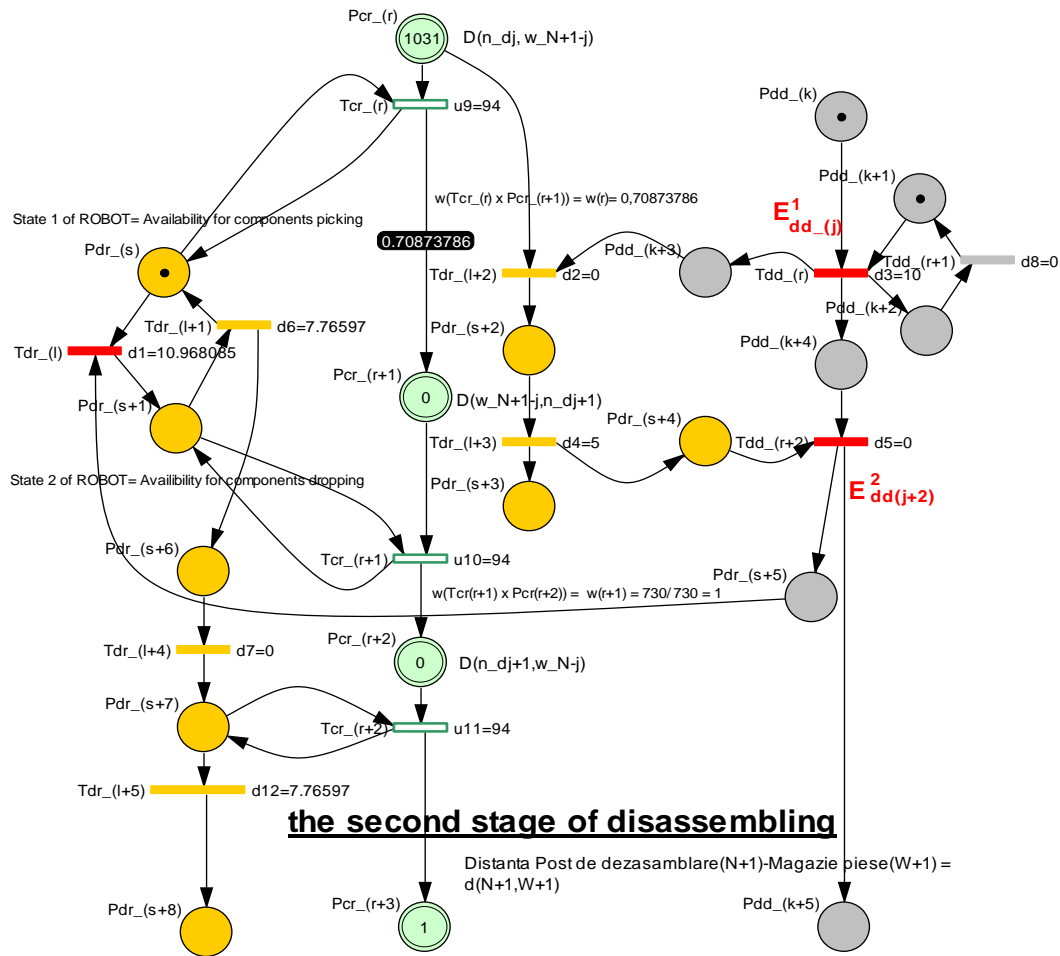 Pcr_(r)
1031
D(n_dj, w_N+1-j)
Tcr_(r)
u9=94
Pdd_(k)
Pdd_(k+1)
w(Tcr_(r) x Pcr_(r+1)) = w(r)= 0,70873786
E1dd_(j)
State 1 of ROBOT= Availability for components picking
0.70873786
Pdr_(s)
Pdd_(k+3)
Tdd_(r+1)
d8=0
Tdr_(l+2)
d2=0
Tdd_(r)
d3=10
Pdd_(k+2)
Tdr_(l+1)
d6=7.76597
Pdr_(s+2)
Tdr_(l)
d1=10.968085
Pdd_(k+4)
Pcr_(r+1)
0
D(w_N+1-j,n_dj+1)
Pdr_(s+1)
Pdr_(s+4)
Tdr_(l+3)
d4=5
Tdd_(r+2)
d5=0
State 2 of ROBOT= Availibility for components dropping
Pdr_(s+3)
E2dd(j+2)
Pdr_(s+6)
Tcr_(r+1)
u10=94
Pdr_(s+5)
w(Tcr(r+1) x Pcr(r+2)) = w(r+1) = 730/730 = 1
Pcr_(r+2)
0
D(n_dj+1,w_N-j)
Tdr_(l+4)
d7=0
Pdr_(s+7)
Tcr_(r+2)
u11=94
Tdr_(l+5)
d12=7.76597
the second stage of disassembling
Distanta Post de dezasamblare(N+1)-Magazie piese(W+1) =
d(N+1,W+1)
Pdr_(s+8)
Pcr_(r+3)
1
Pdd_(k+5)